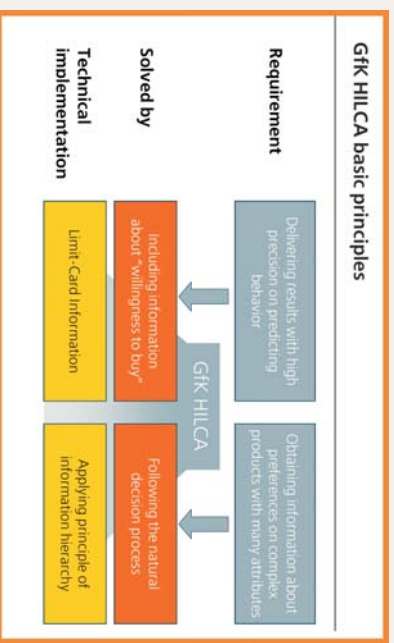 GfK HILCA basic principles
Requirement
Delivering results with high
precision on predicting
behavior
Obtaining information about
preferences on complex
products with many attributes
GfK HILCA
Solved by
Including information
about "willingness to buy"
Following the natural
decision process
Technical
implementation
Limit-Card Information
Applying principle of
information hierarchy